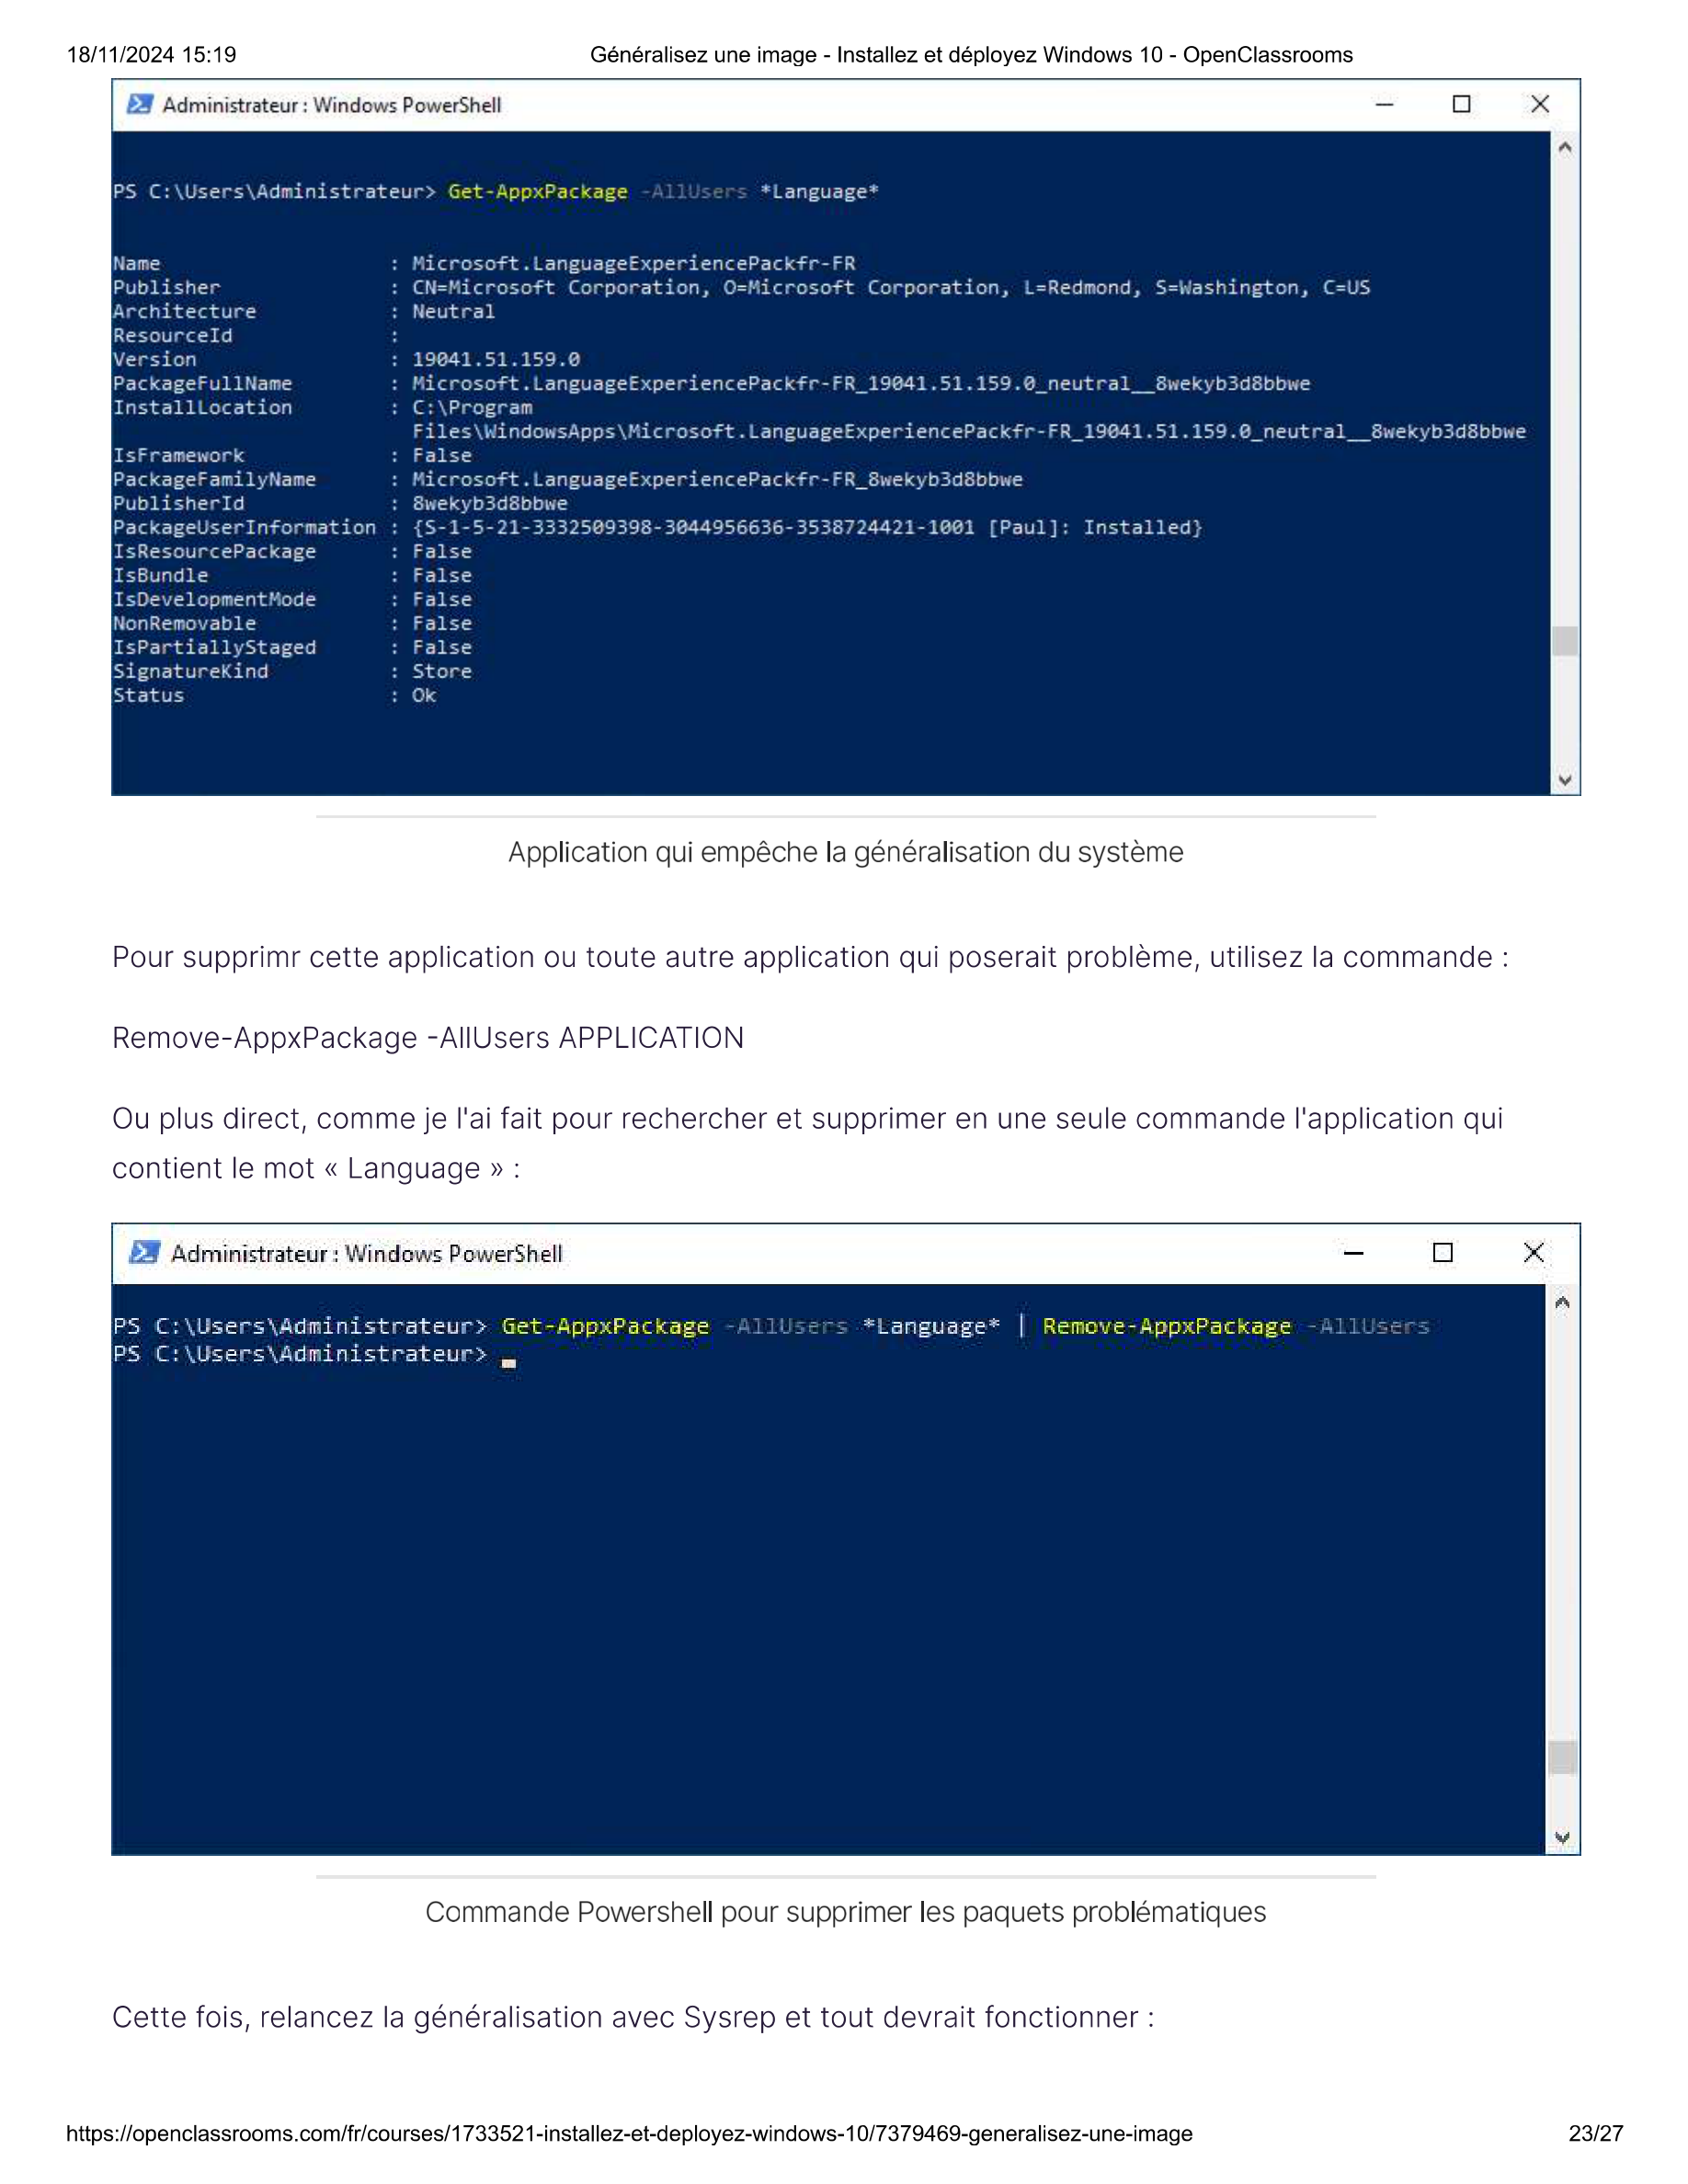 18/11/2024 15:19
Généralisez une image - Installez et déployez Windows 10 - OpenClassrooms
Administrateur : Windows PowerShell
PS C:\Users\Administrateur> Get-AppxPackage -AllUsers *Language*
Name : Microsoft.LanguageExperiencePackfr-FR
Publisher : CN=Microsoft Corporation, O=Microsoft Corporation, L=Redmond, S=Washington, C=US
Architecture : Neutral
ResourceId :
Version : 19041.51.159.0
PackageFullName : Microsoft.LanguageExperiencePackfr-FR_19041.51.159.0_neutral__8wekyb3d8bbwe
InstallLocation : C:\Program
Files\WindowsApps\Microsoft.LanguageExperiencePackfr-FR_19041.51.159.0_neutral__8wekyb3d8bbwe
IsFramework : False
PackageFamilyName : Microsoft.LanguageExperiencePackfr-FR_8wekyb3d8bbwe
PublisherId : 8wekyb3d8bbwe
PackageUserInformation : {S-1-5-21-3332509398-3044956636-3538724421-1001 [Paul]: Installed}
IsResourcePackage : False
IsBundle : False
IsDevelopmentMode : False
NonRemovable : False
IsPartiallyStaged : False
SignatureKind : Store
Status : Ok
Application qui empêche la généralisation du système
Pour supprimr cette application ou toute autre application qui poserait problème, utilisez la commande :
Remove-AppxPackage -AllUsers APPLICATION
Ou plus direct, comme je l'ai fait pour rechercher et supprimer en une seule commande l'application qui
contient le mot « Language » :
Administrateur : Windows PowerShell
PS C:\Users\Administrateur> Get-AppxPackage -AllUsers *Language* | Remove-AppxPackage -AllUsers
PS C:\Users\Administrateur> _
Commande Powershell pour supprimer les paquets problématiques
Cette fois, relancez la généralisation avec Sysrep et tout devrait fonctionner :
https://openclassrooms.com/fr/courses/1733521-installez-et-deployez-windows-10/7379469-generalisez-une-image
23/27